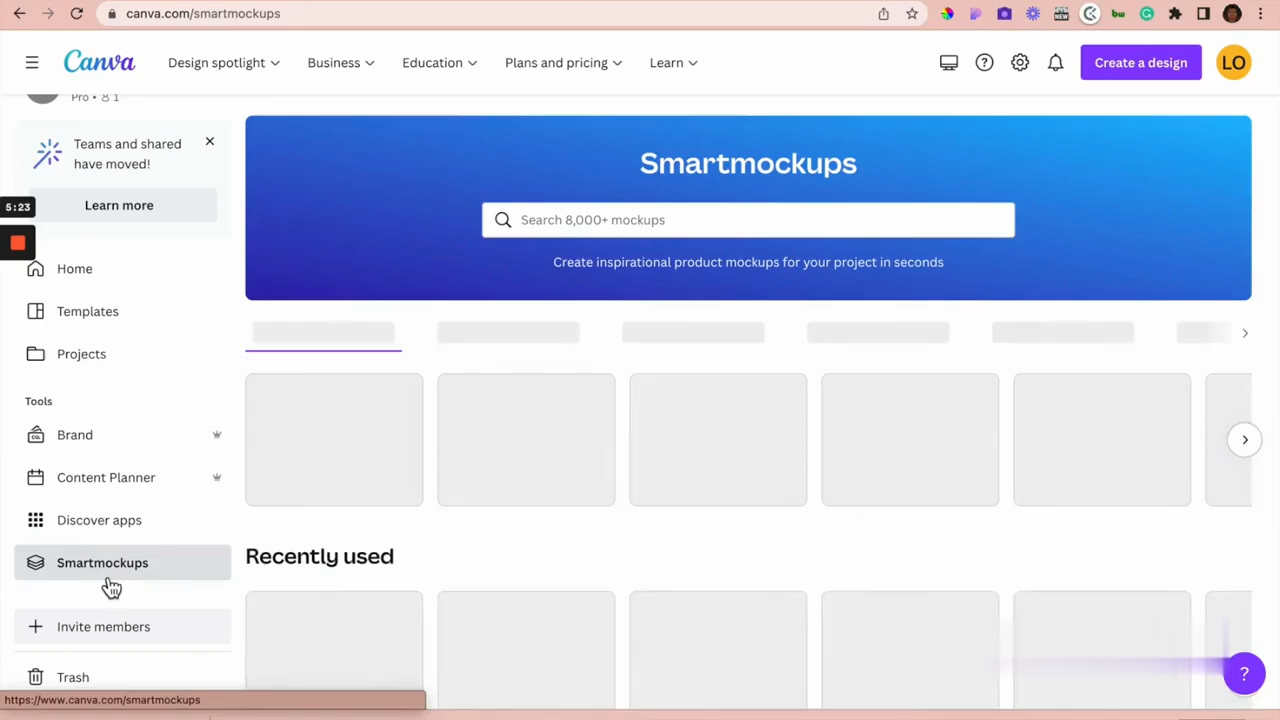 canva.com/smartmockups
NEW
bw
Canva
Design spotlight
Business
Education
Plans and pricing
Learn
Create a design
LO
Pro • 1
Teams and shared
have moved!
Learn more
5:23
Home
Templates
Projects
Tools
Brand
Content Planner
Discover apps
Smartmockups
Invite members
Trash
https://www.canva.com/smartmockups
Smartmockups
Search 8,000+ mockups
Create inspirational product mockups for your project in seconds
Recently used
?